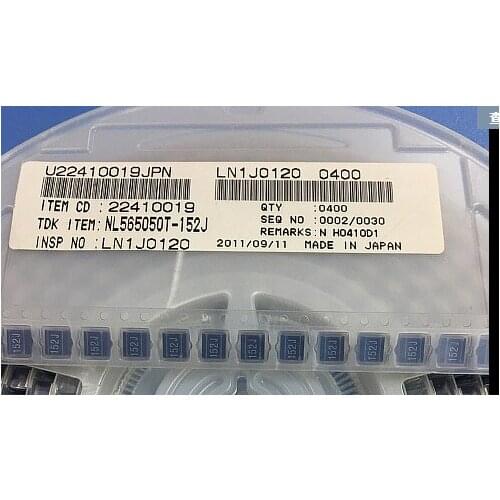 U22410019JPN LN1J0120 0400
ITEM CD : 22410019 QTY :0400
TDK ITEM: NL565050T-152J SEQ NO :0002/0030
INSP NO :LN1J0120 REMARKS:N H0410D1
2011/09/11 MADE IN JAPAN
152J 152J 152J 152J 152J 152J 152J 152J 152J 152J 152J 152J